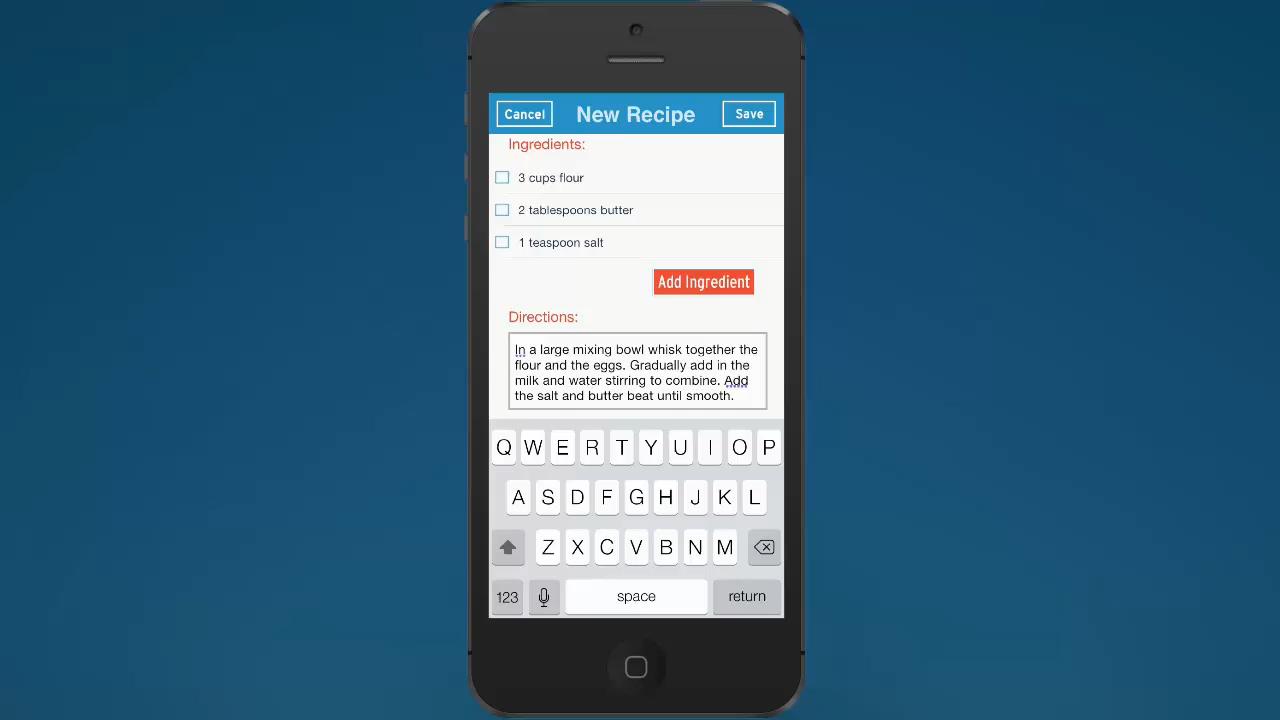 Cancel New Recipe Save
Ingredients:
3 cups flour
2 tablespoons butter
1 teaspoon salt
Add Ingredient
Directions:
In a large mixing bowl whisk together the
flour and the eggs. Gradually add in the
milk and water stirring to combine. Add
the salt and butter beat until smooth.
Q W E R T Y U I O P
A S D F G H J K L
Z X C V B N M
123 space return